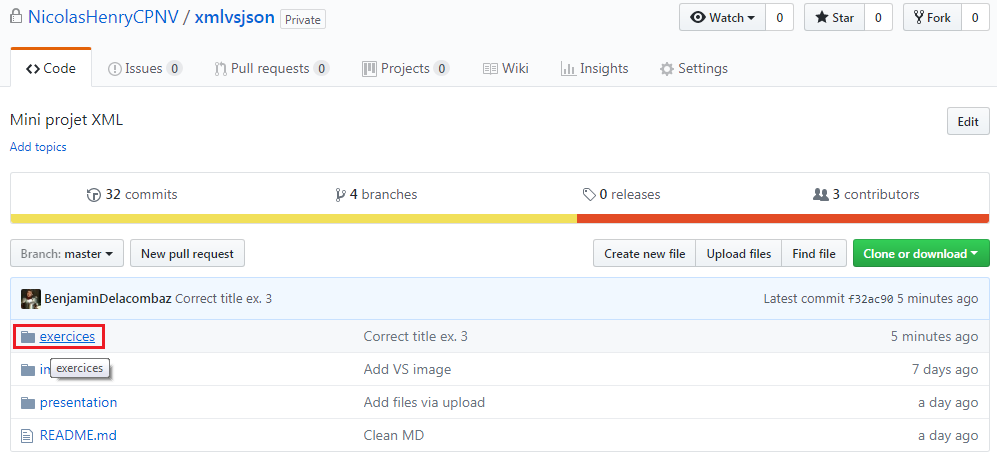 NicolasHenryCPNV / xmlvsjson Private Watch 0 Star 0 Fork 0
Code Issues 0 Pull requests 0 Projects 0 Wiki Insights Settings
Mini projet XML Edit
Add topics
32 commits 4 branches 0 releases 3 contributors
Branch: master New pull request Create new file Upload files Find file Clone or download
BenjaminDelacombaz Correct title ex. 3 Latest commit f32ac90 5 minutes ago
exercices Correct title ex. 3 5 minutes ago
exercices Add VS image 7 days ago
presentation Add files via upload a day ago
README.md Clean MD a day ago